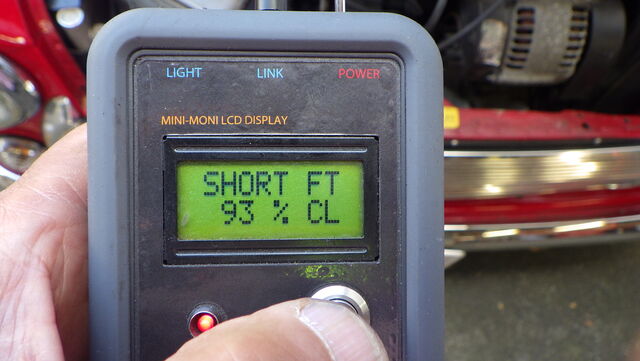 LIGHT LINK POWER
MINI-MONI LCD DISPLAY
SHORT FT
93 % CL